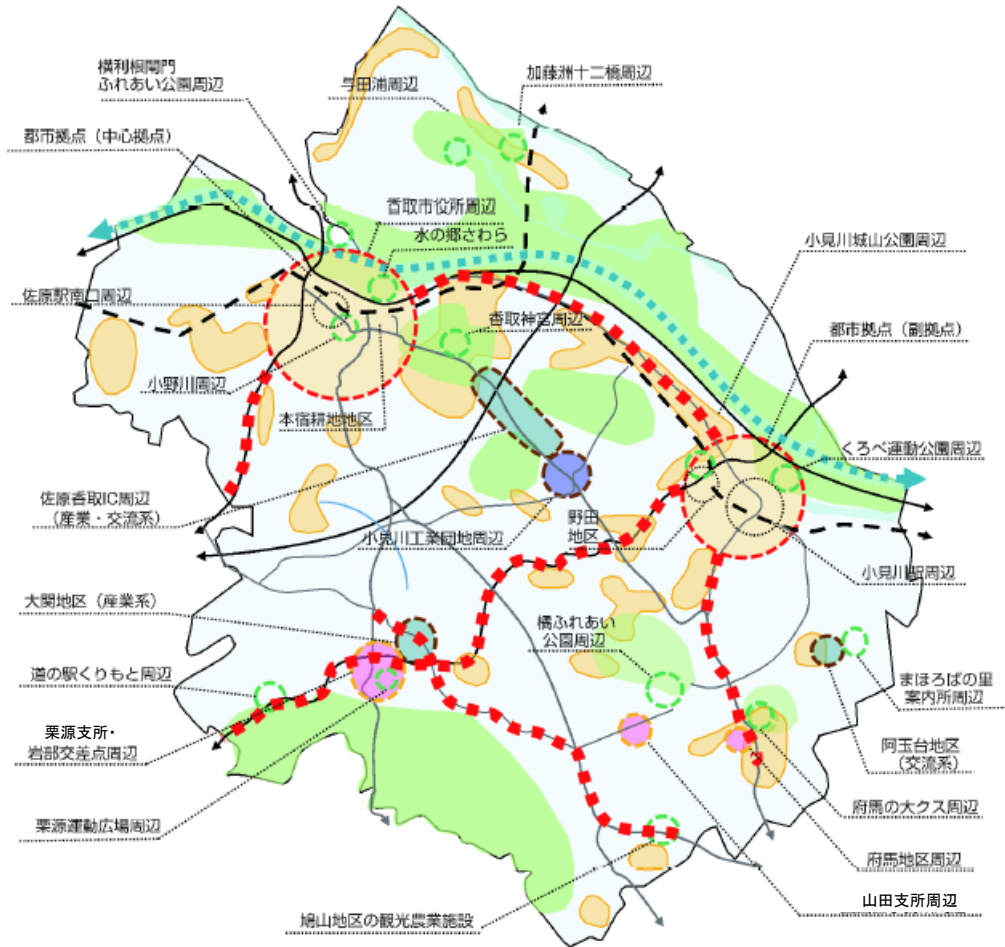 横利根閘門
ふれあい公園周辺
与田浦周辺
加藤洲十二橋周辺
都市拠点（中心拠点）
香取市役所周辺
水の郷さわら
小見川城山公園周辺
佐原駅南口周辺
香取神宮周辺
都市拠点（副拠点）
小野川周辺
本宿耕地地区
くろべ運動公園周辺
佐原香取IC周辺
（産業・交流系）
小見川工業団地周辺
野田
地区
小見川駅周辺
大関地区（産業系）
橘ふれあい
公園周辺
道の駅くりもと周辺
まほろばの里
案内所周辺
栗源支所・
岩部交差点周辺
阿玉台地区
（交流系）
府馬の大クス周辺
栗源運動広場周辺
府馬地区周辺
山田支所周辺
鳩山地区の観光農業施設